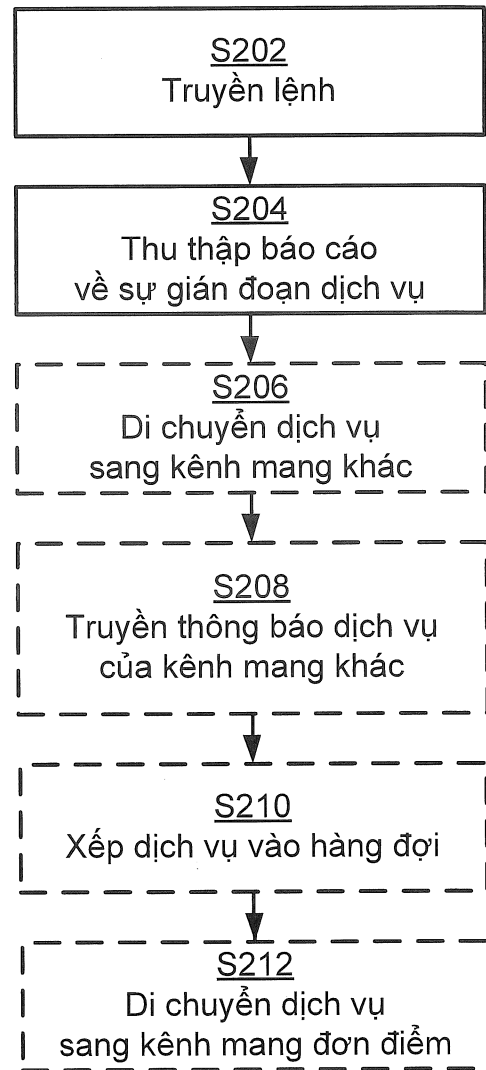 S202
Truyền lệnh
S204
Thu thập báo cáo
về sự gián đoạn dịch vụ
S206
Di chuyển dịch vụ
sang kênh mang khác
S208
Truyền thông báo dịch vụ
của kênh mang khác
S210
Xếp dịch vụ vào hàng đợi
S212
Di chuyển dịch vụ
sang kênh mang đơn điểm